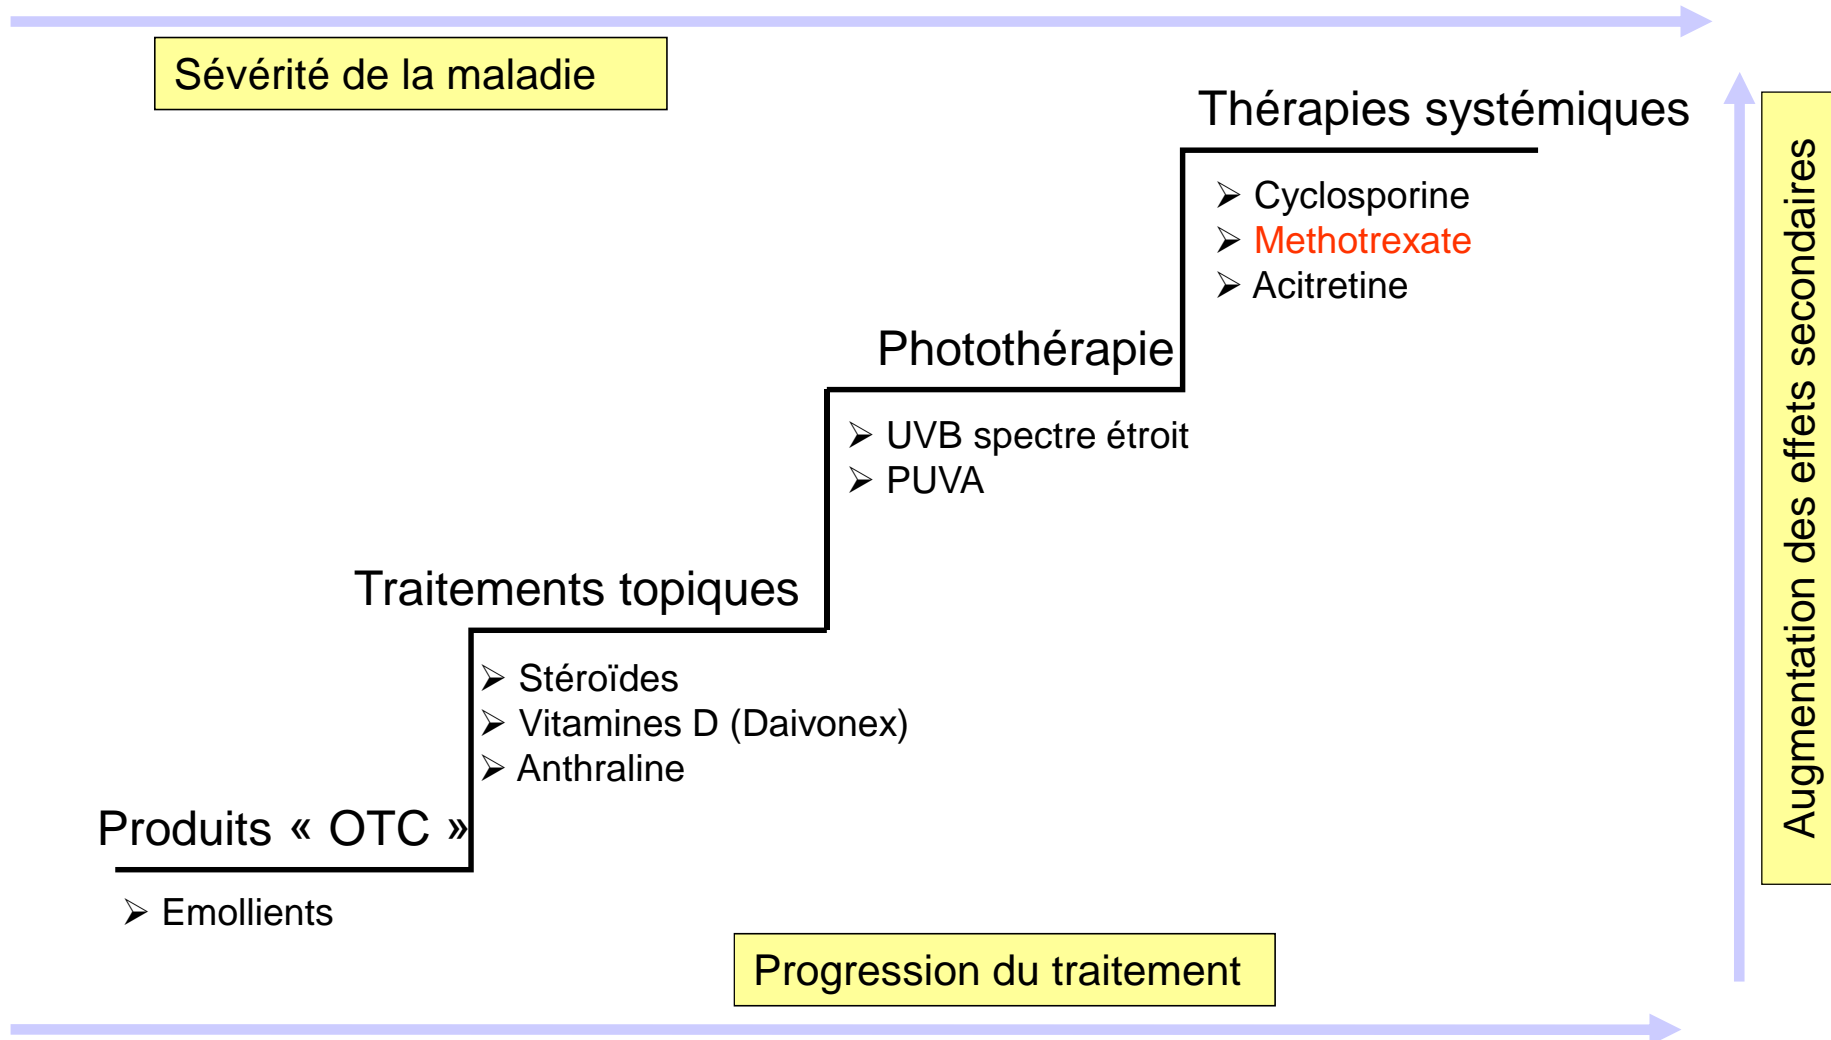 Sévérité de la maladie
Thérapies systémiques
➢ Cyclosporine
➢ Methotrexate
➢ Acitretine
Photothérapie
➢ UVB spectre étroit
➢ PUVA
Traitements topiques
➢ Stéroïdes
➢ Vitamines D (Daivonex)
➢ Anthraline
Produits « OTC »
➢ Emollients
Progression du traitement
Augmentation des effets secondaires